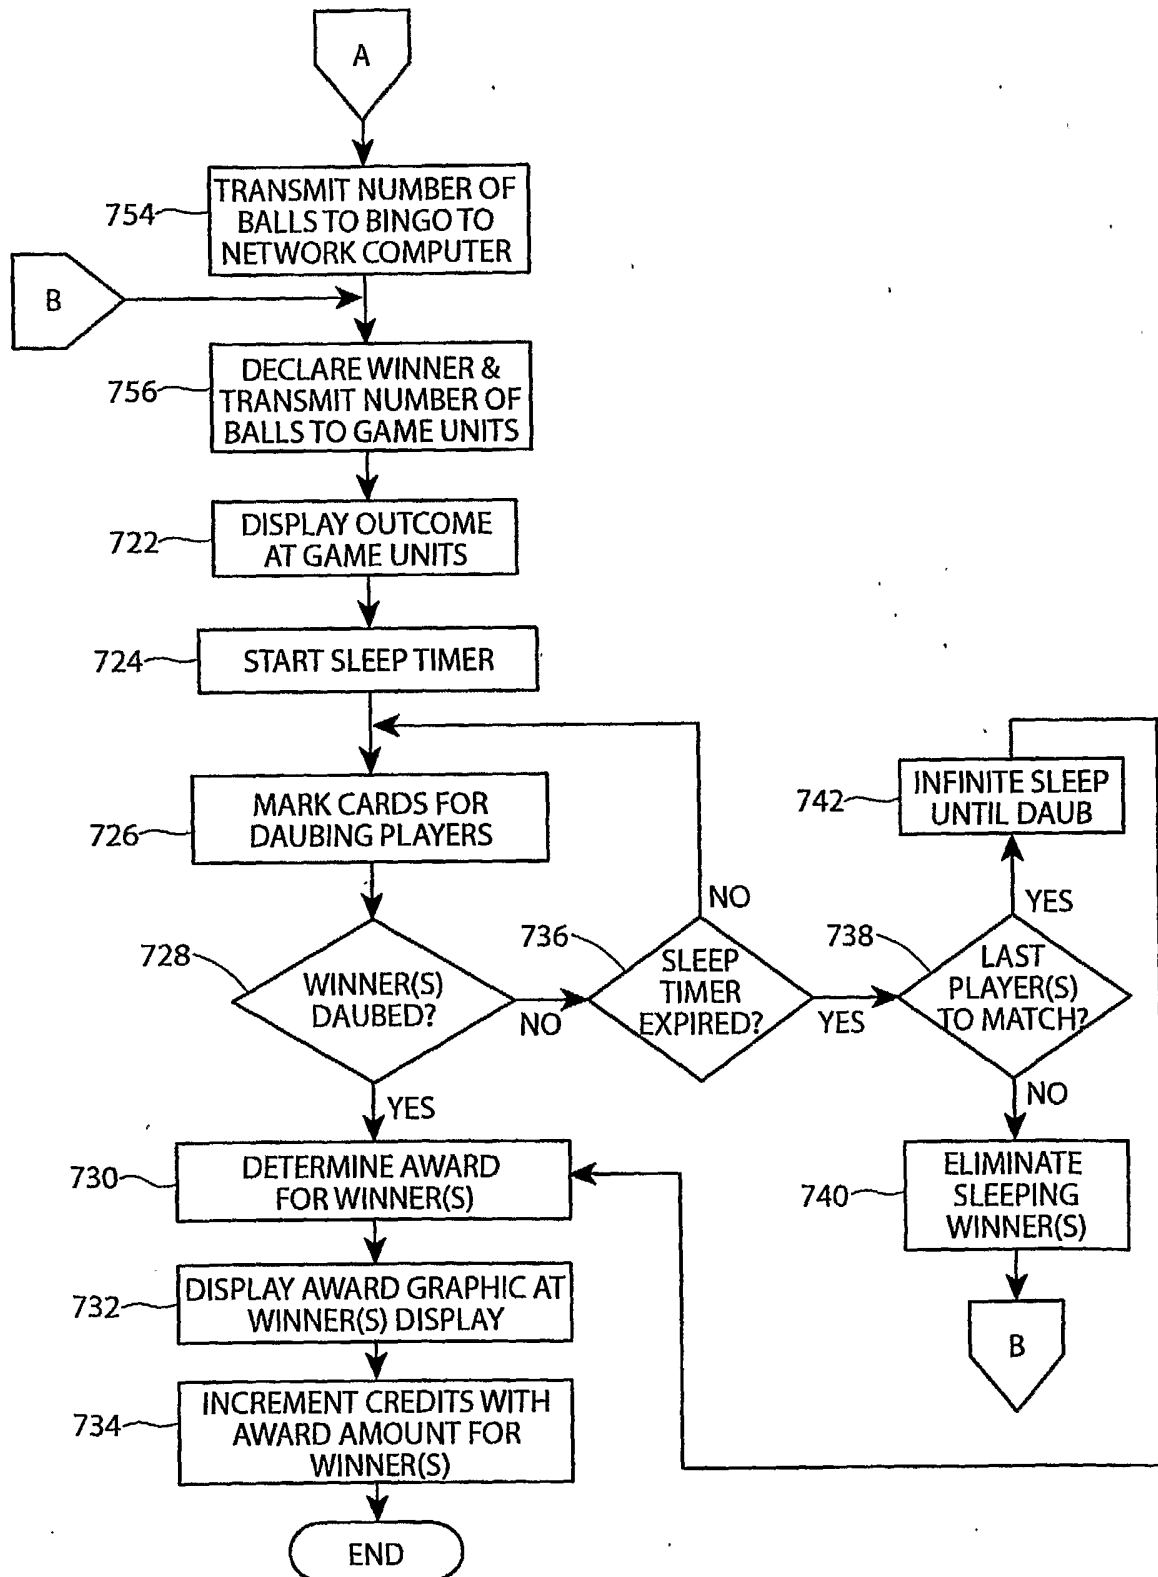 A
754
TRANSMIT NUMBER OF
BALLS TO BINGO TO
NETWORK COMPUTER
B
756
DECLARE WINNER &
TRANSMIT NUMBER OF
BALLS TO GAME UNITS
722
DISPLAY OUTCOME
AT GAME UNITS
724
START SLEEP TIMER
726
MARK CARDS FOR
DAUBING PLAYERS
742
INFINITE SLEEP
UNTIL DAUB
728
WINNER(S)
DAUBED?
NO
YES
736
SLEEP
TIMER
EXPIRED?
NO
YES
738
LAST
PLAYER(S)
TO MATCH?
YES
NO
730
DETERMINE AWARD
FOR WINNER(S)
740
ELIMINATE
SLEEPING
WINNER(S)
732
DISPLAY AWARD GRAPHIC AT
WINNER(S) DISPLAY
B
734
INCREMENT CREDITS WITH
AWARD AMOUNT FOR
WINNER(S)
END